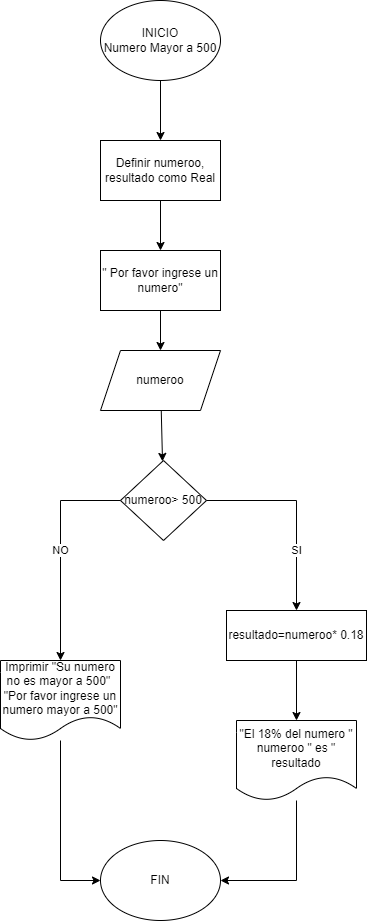 INICIO
Numero Mayor a 500
Definir numeroo,
resultado como Real
" Por favor ingrese un
numero"
numeroo
numeroo> 500
NO
SI
resultado=numeroo* 0.18
Imprimir "Su numero
no es mayor a 500"
"Por favor ingrese un
numero mayor a 500"
"El 18% del numero "
numeroo " es "
resultado
FIN